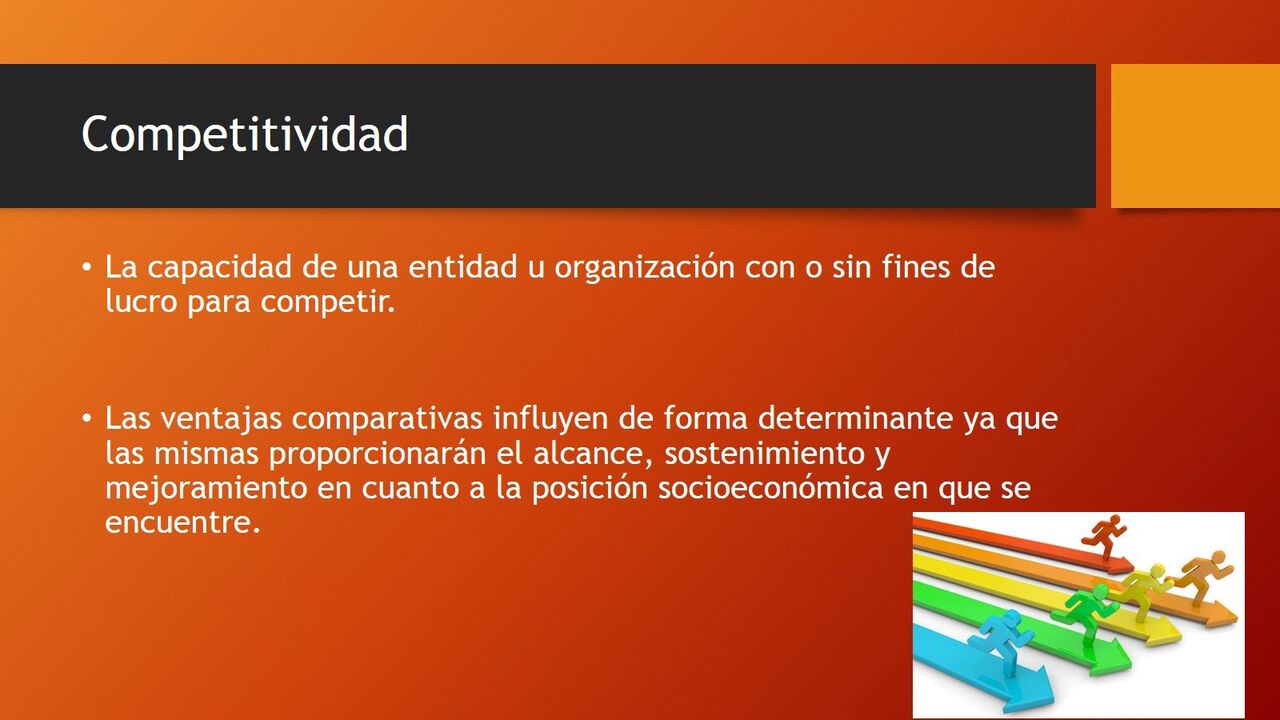 Competitividad
• La capacidad de una entidad u organización con o sin fines de
lucro para competir.
• Las ventajas comparativas influyen de forma determinante ya que
las mismas proporcionarán el alcance, sostenimiento y
mejoramiento en cuanto a la posición socioeconómica en que se
encuentre.